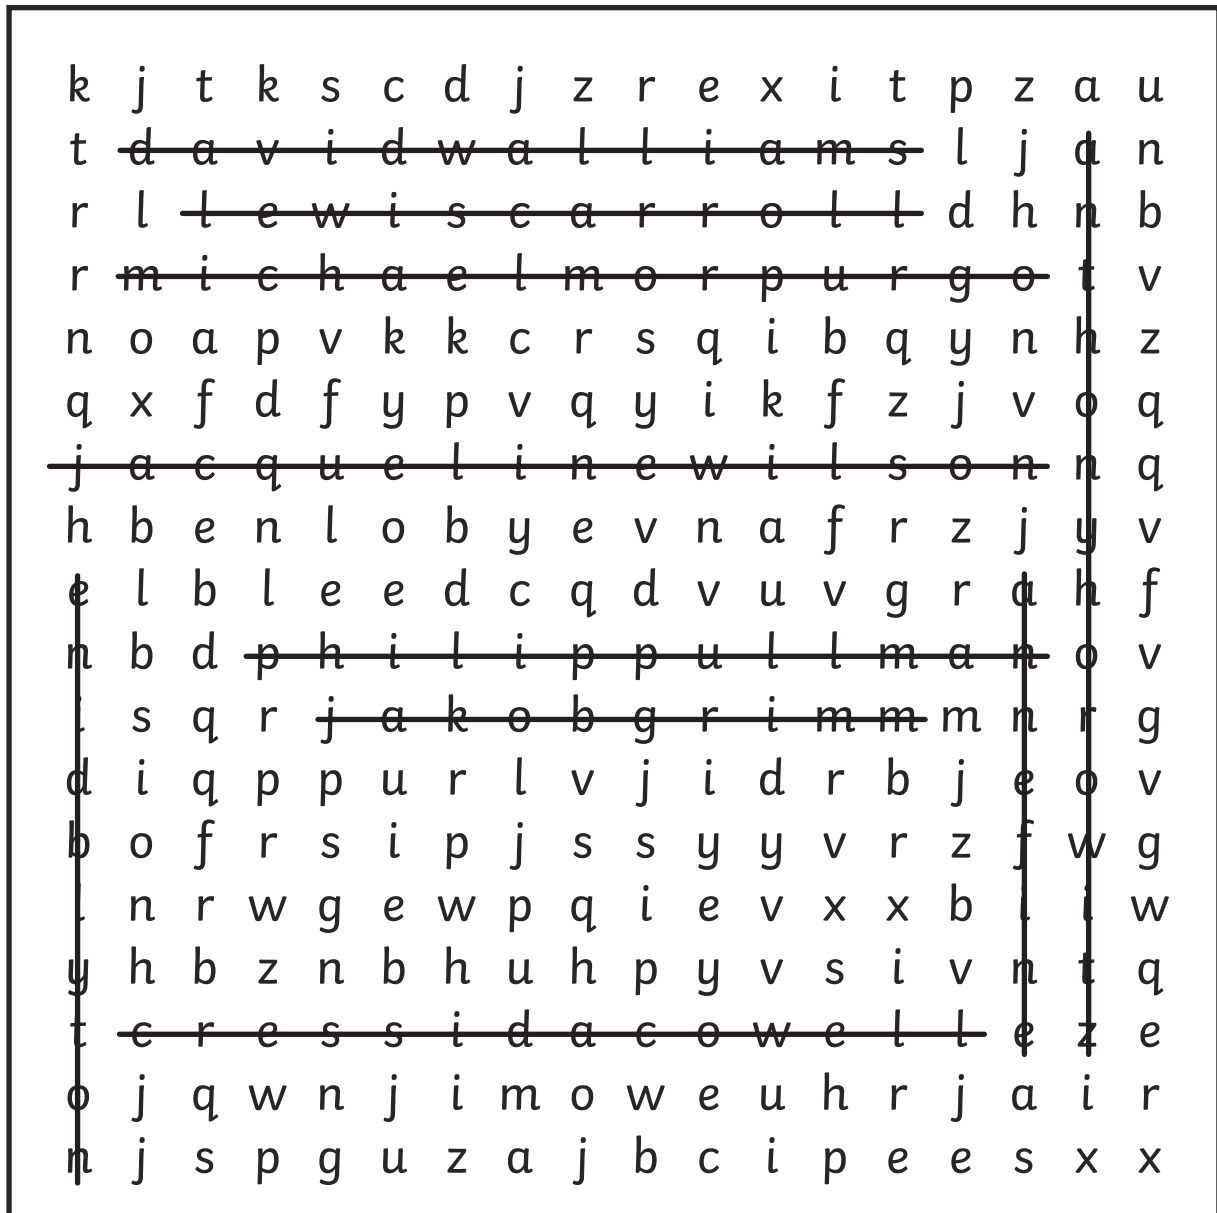 k j t k s c d j z r e x i t p z a u
t d a v i d w a l l i a m s l j a n
r l l e w i s c a r r o l l d h n b
r m i c h a e l m o r p u r g o t v
n o a p v k k c r s q i b q y n h z
q x f d f y p v q y i k f z j v o q
j a c q u e l i n e w i l s o n n q
h b e n l o b y e v n a f r z j y v
e l b l e e d c q d v u v g r a h f
n b d p h i l i p p u l l m a n o v
i s q r j a k o b g r i m m m n r g
d i q p p u r l v j i d r b j e o v
b o f r s i p j s s y y v r z f w g
l n r w g e w p q i e v x x b i i w
y h b z n b h u h p y v s i v n t q
t c r e s s i d a c o w e l l e z e
o j q w n j i m o w e u h r j a i r
n j s p g u z a j b c i p e e s x x